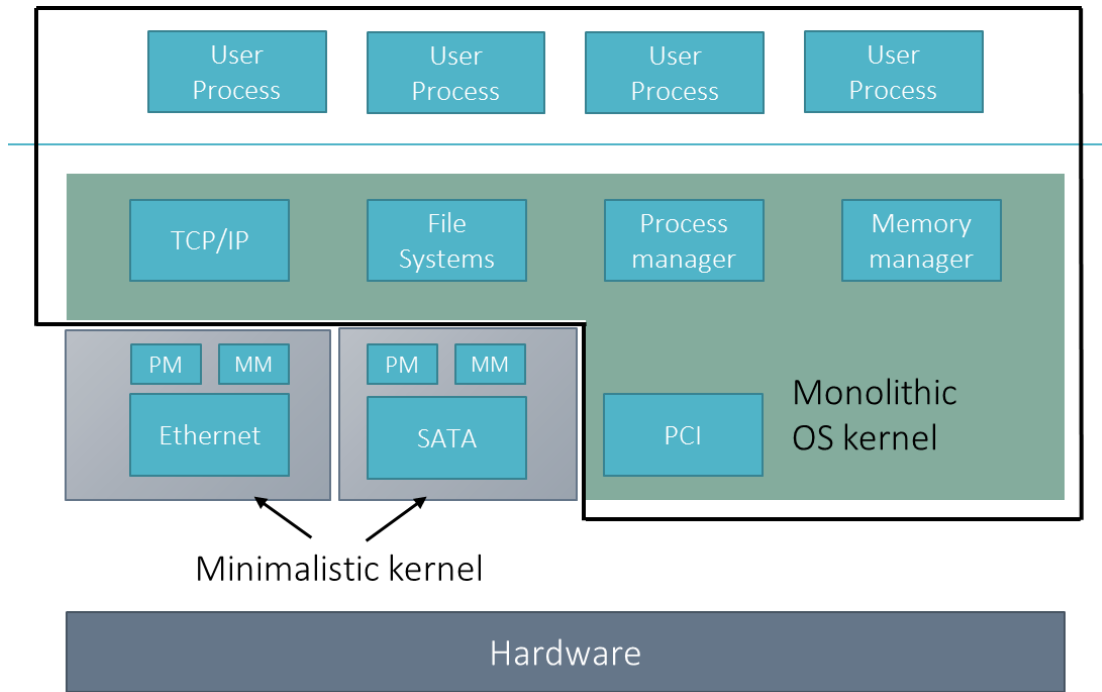 User
Process
User
Process
User
Process
User
Process
TCP/IP
File
Systems
Process
manager
Memory
manager
PM
MM
Ethernet
PM
MM
SATA
PCI
Monolithic
OS kernel
Minimalistic kernel
Hardware